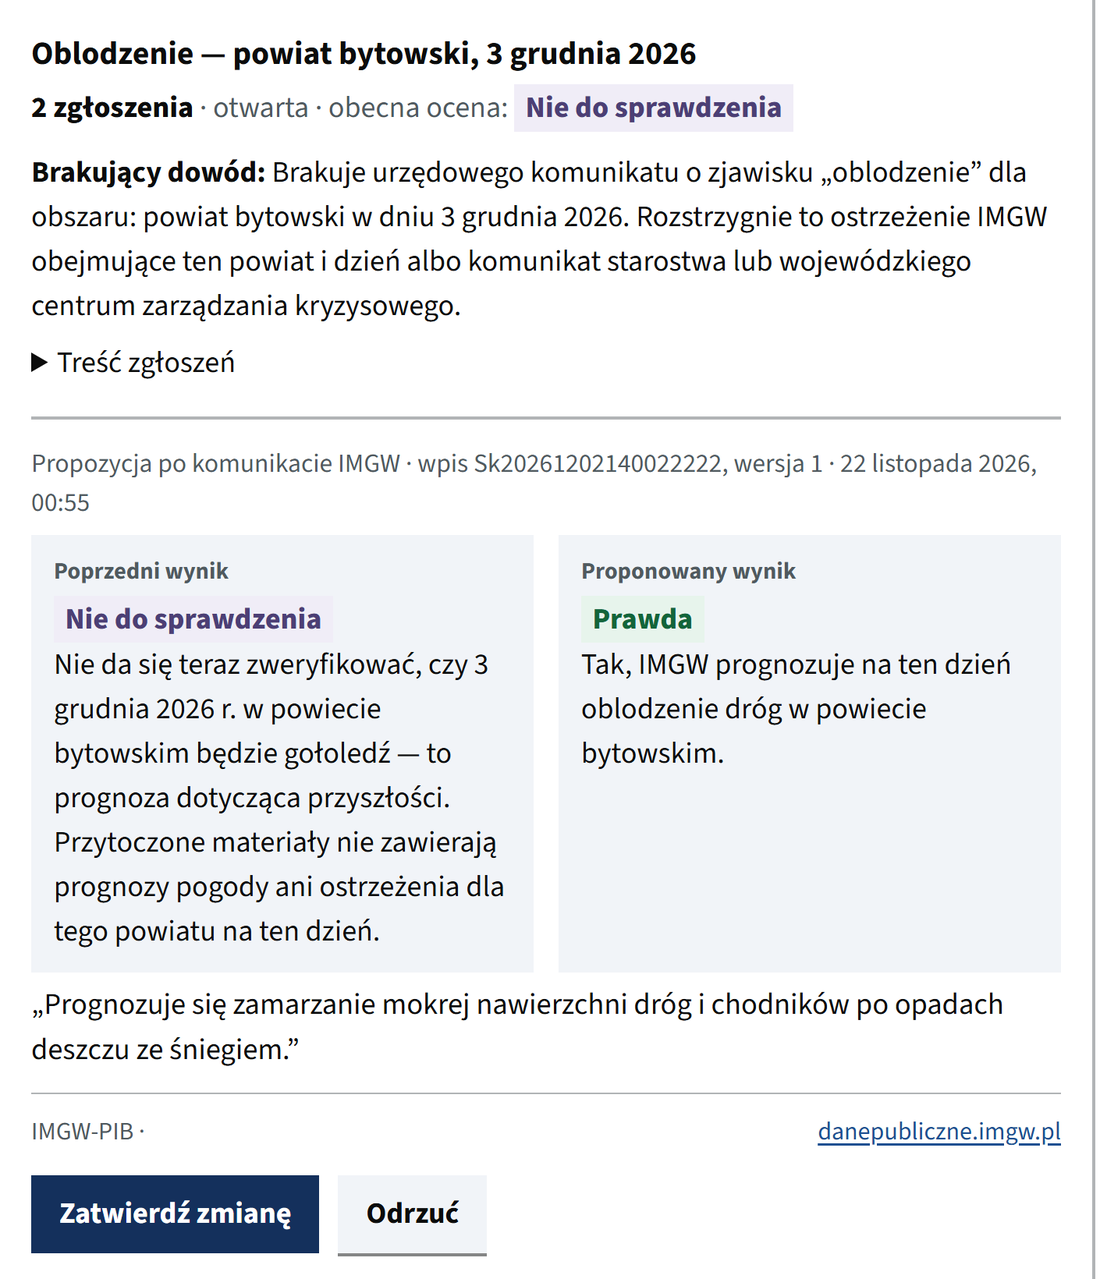 Oblodzenie — powiat bytowski, 3 grudnia 2026
2 zgłoszenia · otwarta · obecna ocena: Nie do sprawdzenia
Brakujący dowód: Brakuje urzędowego komunikatu o zjawisku „oblodzenie” dla
obszaru: powiat bytowski w dniu 3 grudnia 2026. Rozstrzygnie to ostrzeżenie IMGW
obejmujące ten powiat i dzień albo komunikat starostwa lub wojewódzkiego
centrum zarządzania kryzysowego.
▶ Treść zgłoszeń
Propozycja po komunikacie IMGW · wpis Sk20261202140022222, wersja 1 · 22 listopada 2026,
00:55
Poprzedni wynik
Nie do sprawdzenia
Nie da się teraz zweryfikować, czy 3
grudnia 2026 r. w powiecie
bytowskim będzie gołoledź — to
prognoza dotycząca przyszłości.
Przytoczone materiały nie zawierają
prognozy pogody ani ostrzeżenia dla
tego powiatu na ten dzień.
Proponowany wynik
Prawda
Tak, IMGW prognozuje na ten dzień
oblodzenie dróg w powiecie
bytowskim.
„Prognozuje się zamarzanie mokrej nawierzchni dróg i chodników po opadach
deszczu ze śniegiem.”
IMGW-PIB ·
danepubliczne.imgw.pl
Zatwierdź zmianę
Odrzuć